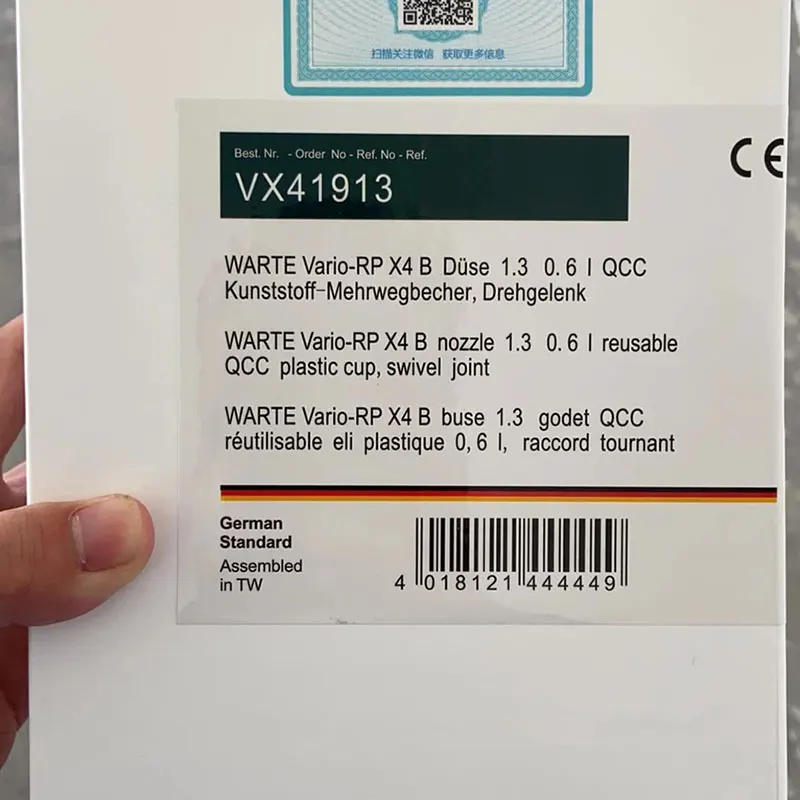 扫描关注微信 获取更多信息
Best. Nr. - Order No - Ref. No - Ref.
VX41913
CE
WARTE Vario-RP X4 B Düse 1.3 0.6 l QCC
Kunststoff-Mehrwegbecher, Drehgelenk
WARTE Vario-RP X4 B nozzle 1.3 0.6 l reusable
QCC plastic cup, swivel joint
WARTE Vario-RP X4 B buse 1.3 godet QCC
réutilisable eli plastique 0,6 l, raccord tournant
German
Standard
Assembled
in TW
4 018121 444449